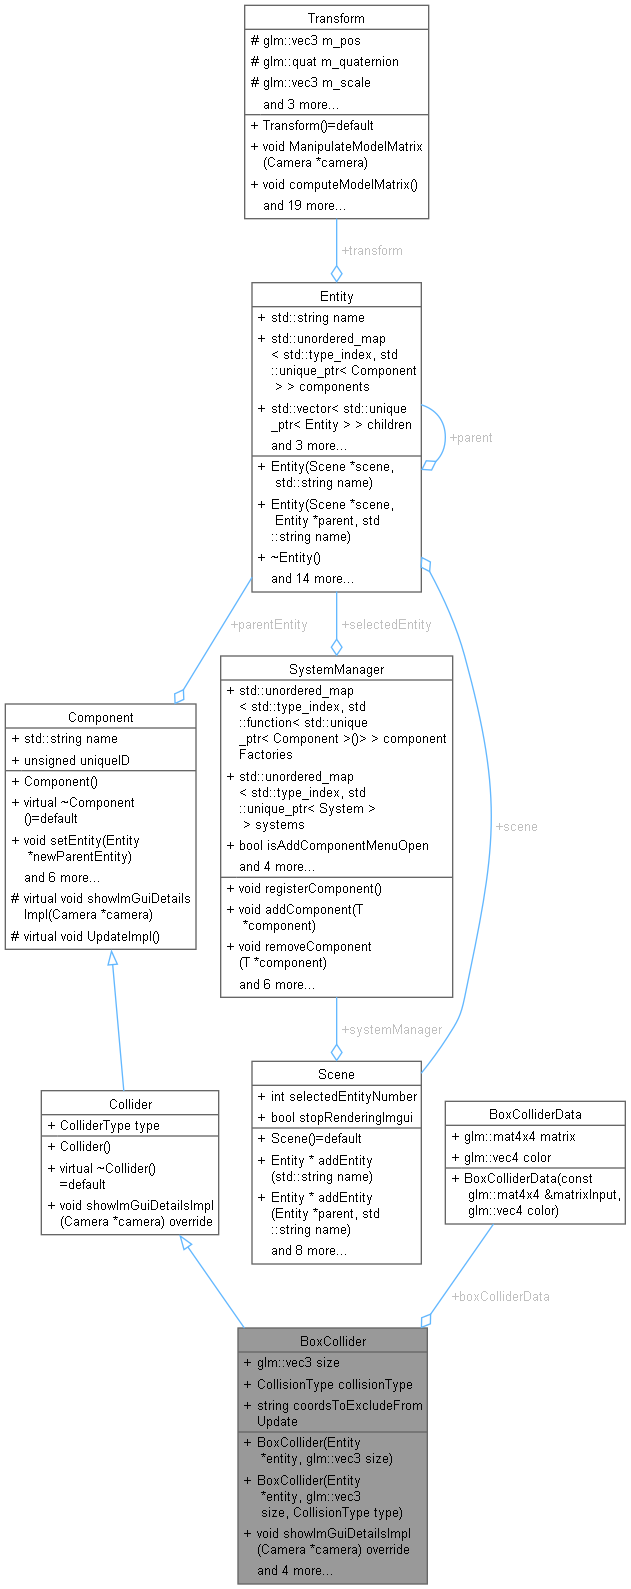 Transform
# glm::vec3 m_pos
# glm::quat m_quaternion
# glm::vec3 m_scale
and 3 more...
+ Transform()=default
+ void ManipulateModelMatrix
(Camera *camera)
+ void computeModelMatrix()
and 19 more...
+transform
Entity
+ std::string name
+ std::unordered_map
< std::type_index, std
::unique_ptr< Component
> > components
+ std::vector< std::unique
_ptr< Entity > > children
and 3 more...
+ Entity(Scene *scene,
std::string name)
+ Entity(Scene *scene,
Entity *parent, std
::string name)
+ ~Entity()
and 14 more...
+parent
+parentEntity
+selectedEntity
SystemManager
+ std::unordered_map
< std::type_index, std
::function< std::unique
_ptr< Component >()> > component
Factories
+ std::unordered_map
< std::type_index, std
::unique_ptr< System >
> > systems
+ bool isAddComponentMenuOpen
and 4 more...
+ void registerComponent()
+ void addComponent(T
*component)
+ void removeComponent
(T *component)
and 6 more...
Component
+ std::string name
+ unsigned uniqueID
+ Component()
+ virtual ~Component
()=default
+ void setEntity(Entity
*newParentEntity)
and 6 more...
# virtual void showImGuiDetails
Impl(Camera *camera)
# virtual void UpdateImpl()
+scene
+systemManager
Scene
+ int selectedEntityNumber
+ bool stopRenderingImgui
+ Scene()=default
+ Entity * addEntity
(std::string name)
+ Entity * addEntity
(Entity *parent, std
::string name)
and 8 more...
Collider
+ ColliderType type
+ Collider()
+ virtual ~Collider()
=default
+ void showImGuiDetailsImpl
(Camera *camera) override
BoxColliderData
+ glm::mat4x4 matrix
+ glm::vec4 color
+ BoxColliderData(const
glm::mat4x4 &matrixInput,
glm::vec4 color)
+boxColliderData
BoxCollider
+ glm::vec3 size
+ CollisionType collisionType
+ string coordsToExcludeFrom
Update
+ BoxCollider(Entity
*entity, glm::vec3 size)
+ BoxCollider(Entity
*entity, glm::vec3
size, CollisionType type)
+ void showImGuiDetailsImpl
(Camera *camera) override
and 4 more...